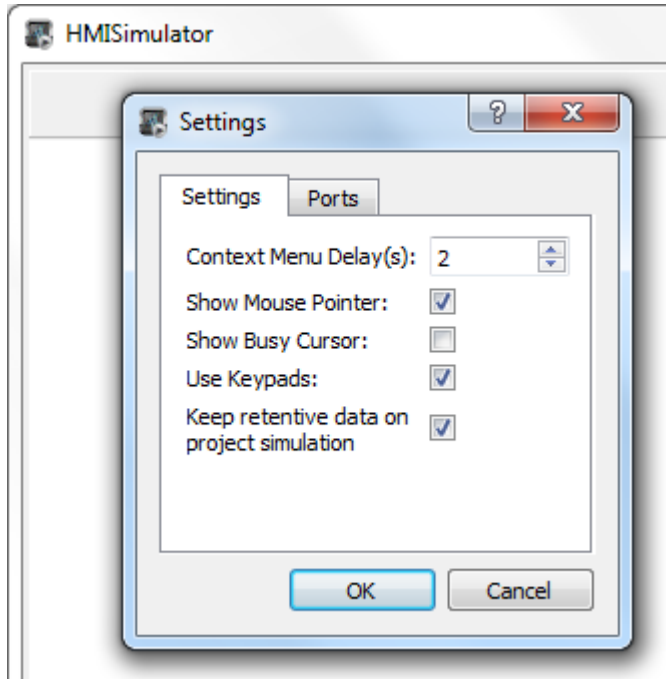 HMISimulator
Settings
Settings Ports
Context Menu Delay(s): 2
Show Mouse Pointer:
Show Busy Cursor:
Use Keypads:
Keep retentive data on
project simulation
OK Cancel